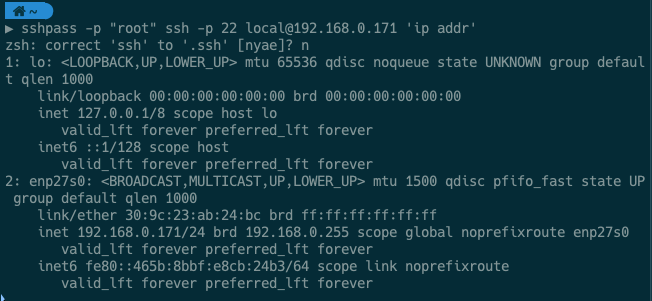 ~
▶ sshpass -p "root" ssh -p 22 local@192.168.0.171 'ip addr'
zsh: correct 'ssh' to '.ssh' [nyae]? n
1: lo: <LOOPBACK,UP,LOWER_UP> mtu 65536 qdisc noqueue state UNKNOWN group defaul
t qlen 1000
    link/loopback 00:00:00:00:00:00 brd 00:00:00:00:00:00
    inet 127.0.0.1/8 scope host lo
       valid_lft forever preferred_lft forever
    inet6 ::1/128 scope host
       valid_lft forever preferred_lft forever
2: enp27s0: <BROADCAST,MULTICAST,UP,LOWER_UP> mtu 1500 qdisc pfifo_fast state UP
 group default qlen 1000
    link/ether 30:9c:23:ab:24:bc brd ff:ff:ff:ff:ff:ff
    inet 192.168.0.171/24 brd 192.168.0.255 scope global noprefixroute enp27s0
       valid_lft forever preferred_lft forever
    inet6 fe80::465b:8bbf:e8cb:24b3/64 scope link noprefixroute
       valid_lft forever preferred_lft forever